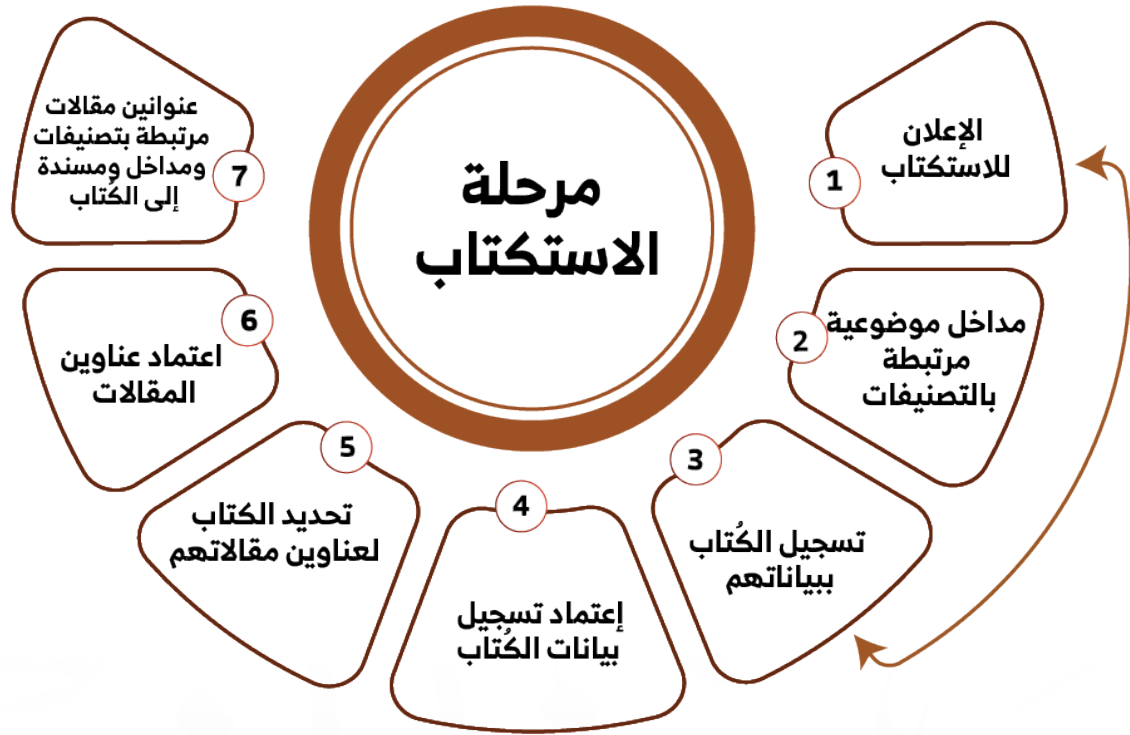 مرحلة
الاستكتاب
1
الإعلان
للاستكتاب
2
مداخل موضوعية
مرتبطة
بالتصنيفات
3
تسجيل الكُتاب
ببياناتهم
4
إعتماد تسجيل
بيانات الكُتاب
5
تحديد الكتاب
لعناوين مقالاتهم
6
اعتماد عناوين
المقالات
7
عنوانين مقالات
مرتبطة بتصنيفات
ومداخل ومسندة
إلى الكُتاب